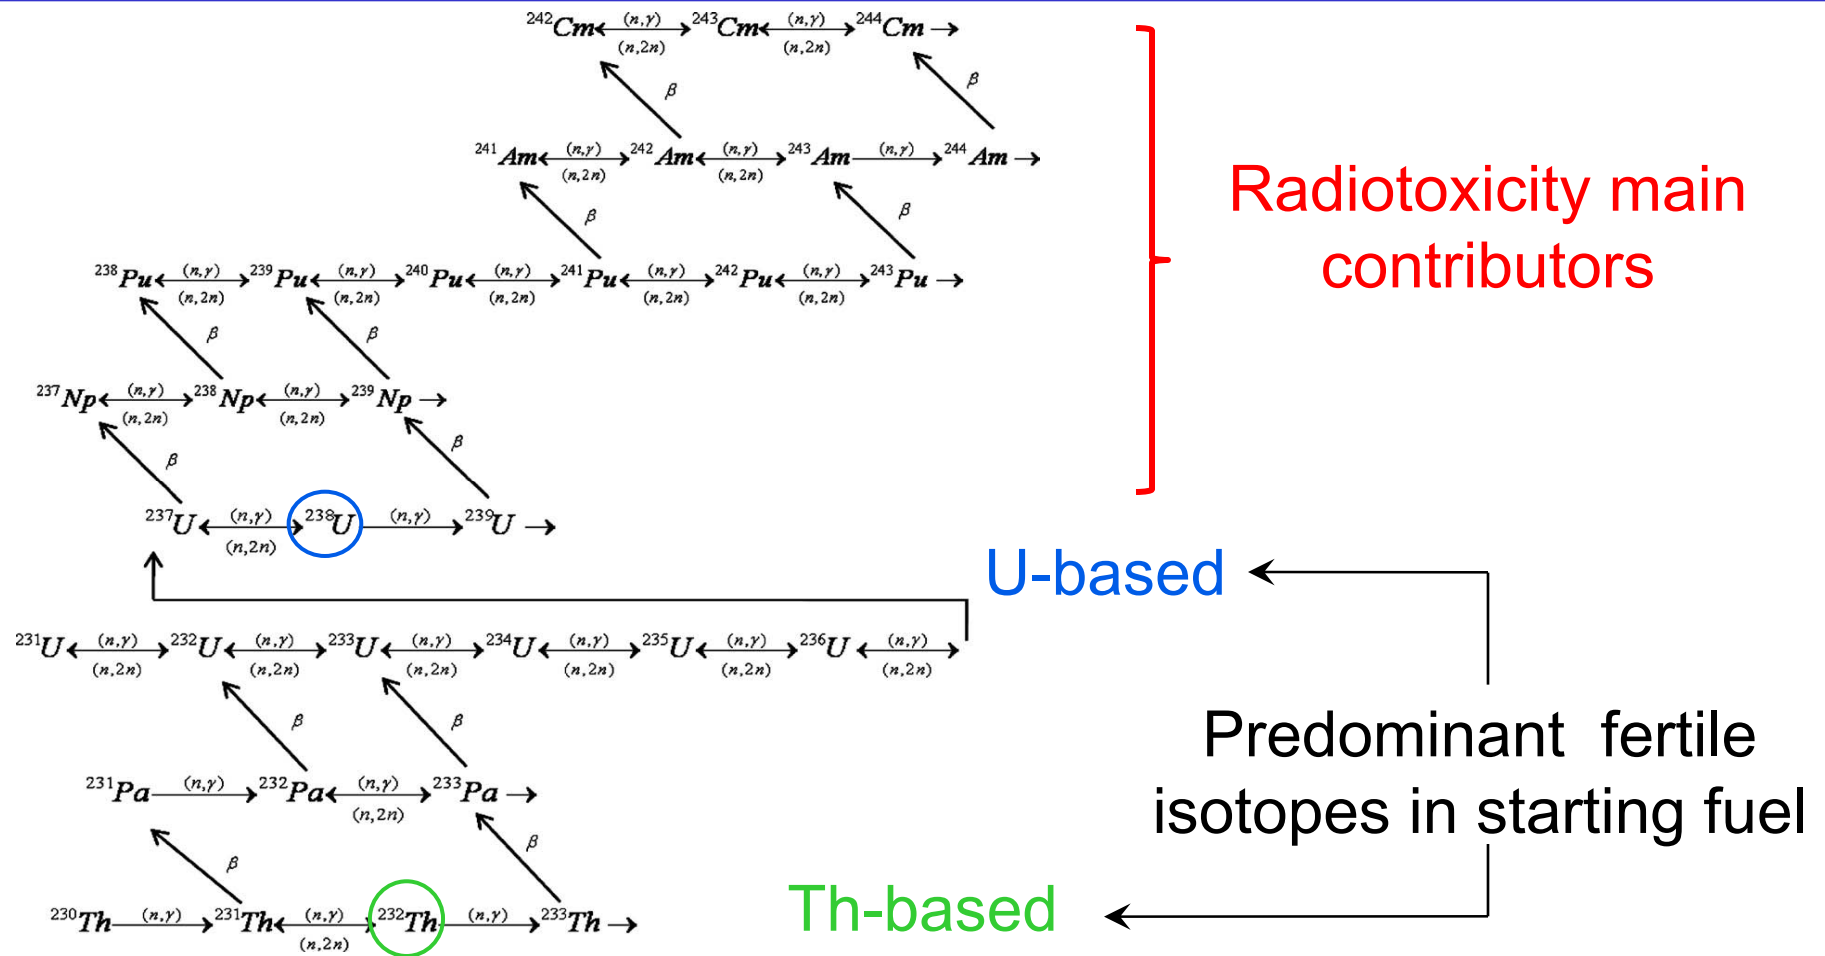 ²⁴²Cm (n,γ) ²⁴³Cm (n,γ) ²⁴⁴Cm
(n,2n) (n,2n)
β β
²⁴¹Am (n,γ) ²⁴²Am (n,γ) ²⁴³Am (n,γ) ²⁴⁴Am
(n,2n) (n,2n)
β β
²³⁸Pu (n,γ) ²³⁹Pu (n,γ) ²⁴⁰Pu (n,γ) ²⁴¹Pu (n,γ) ²⁴²Pu (n,γ) ²⁴³Pu
(n,2n) (n,2n) (n,2n) (n,2n) (n,2n)
β β
²³⁷Np (n,γ) ²³⁸Np (n,γ) ²³⁹Np
(n,2n) (n,2n)
β β
²³⁷U (n,γ) ²³⁸U (n,γ) ²³⁹U
(n,2n)
Radiotoxicity main
contributors
U-based
²³¹U (n,γ) ²³²U (n,γ) ²³³U (n,γ) ²³⁴U (n,γ) ²³⁵U (n,γ) ²³⁶U (n,γ)
(n,2n) (n,2n) (n,2n) (n,2n) (n,2n) (n,2n)
β β
²³¹Pa (n,γ) ²³²Pa (n,γ) ²³³Pa
(n,2n)
β β
²³⁰Th (n,γ) ²³¹Th (n,γ) ²³²Th (n,γ) ²³³Th
(n,2n)
Predominant fertile
isotopes in starting fuel
Th-based